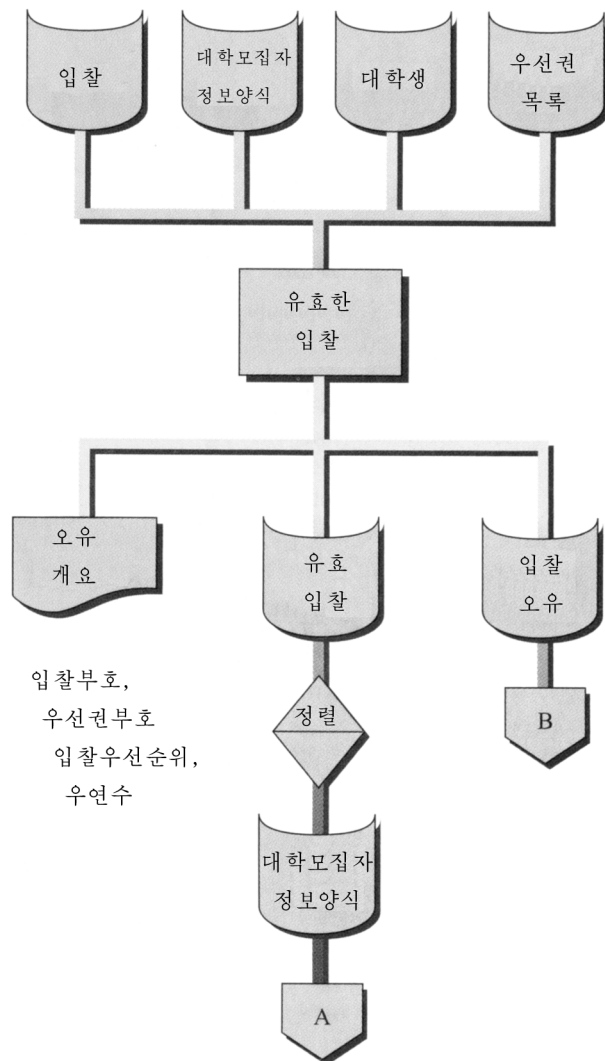 입찰
대학모집자
정보양식
대학생
우선권
목록
유효한
입찰
오유
개요
유효
입찰
입찰
오유
입찰부호,
우선권부호
입찰우선순위,
우연수
정렬
B
대학모집자
정보양식
A